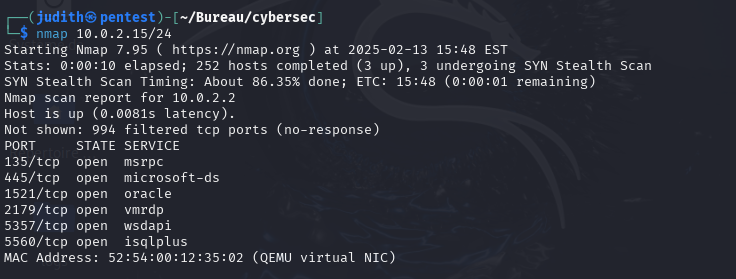 ┌──(judith㉿pentest)-[~/Bureau/cybersec]
└─$ nmap 10.0.2.15/24
Starting Nmap 7.95 ( https://nmap.org ) at 2025-02-13 15:48 EST
Stats: 0:00:10 elapsed; 252 hosts completed (3 up), 3 undergoing SYN Stealth Scan
SYN Stealth Scan Timing: About 86.35% done; ETC: 15:48 (0:00:01 remaining)
Nmap scan report for 10.0.2.2
Host is up (0.0081s latency).
Not shown: 994 filtered tcp ports (no-response)
PORT     STATE SERVICE
135/tcp  open  msrpc
445/tcp  open  microsoft-ds
1521/tcp open  oracle
2179/tcp open  vmrdp
5357/tcp open  wsdapi
5560/tcp open  isqlplus
MAC Address: 52:54:00:12:35:02 (QEMU virtual NIC)